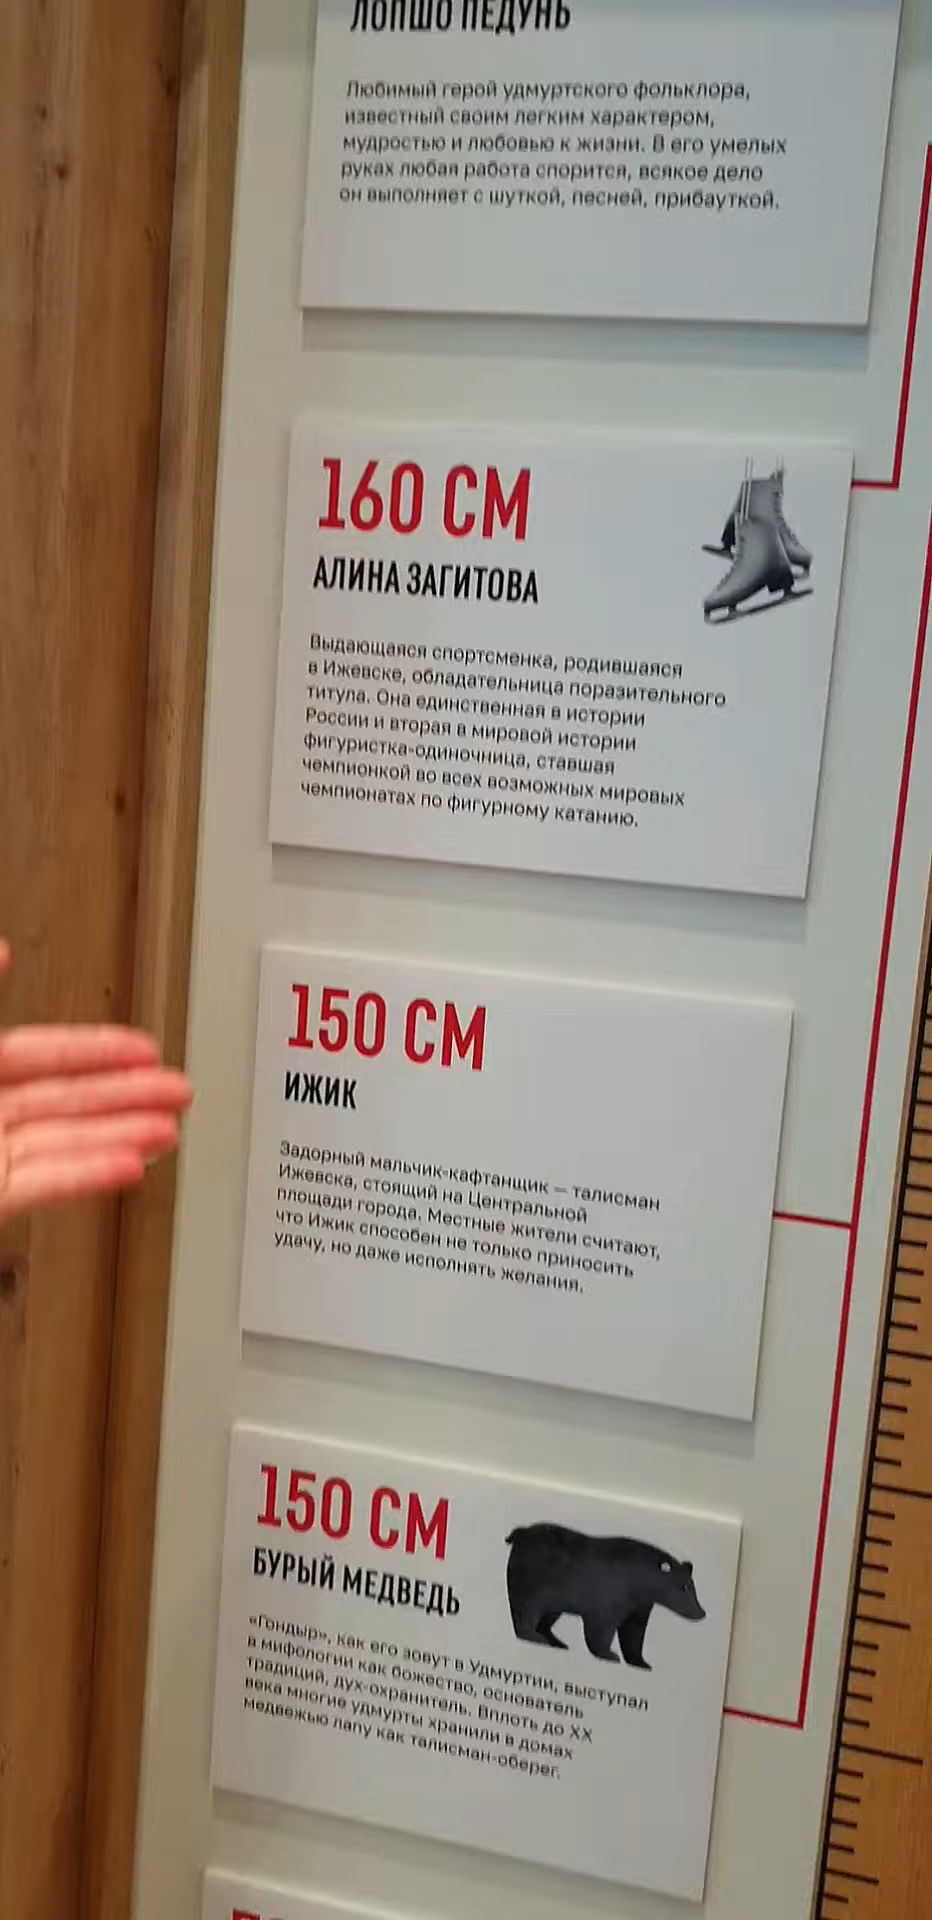 ЛОПШО ПЕДУНЬ
Любимый герой удмуртского фольклора,
известный своим легким характером,
мудростью и любовью к жизни. В его умелых
руках любая работа спорится, всякое дело
он выполняет с шуткой, песней, прибауткой.
160 СМ
АЛИНА ЗАГИТОВА
Выдающаяся спортсменка, родившаяся
в Ижевске, обладательница поразительного
титула. Она единственная в истории
России и вторая в мировой истории
фигуристка-одиночница, ставшая
чемпионкой во всех возможных мировых
чемпионатах по фигурному катанию.
150 СМ
ИЖИК
Задорный мальчик-кафтанщик – талисман
Ижевска, стоящий на Центральной
площади города. Местные жители считают,
что Ижик способен не только приносить
удачу, но даже исполнять желания.
150 СМ
БУРЫЙ МЕДВЕДЬ
«Гондыр», как его зовут в Удмуртии, выступал
в мифологии как божество, основатель
традиций, дух-охранитель. Вплоть до XX
века многие удмурты хранили в домах
медвежью лапу как талисман-оберег.